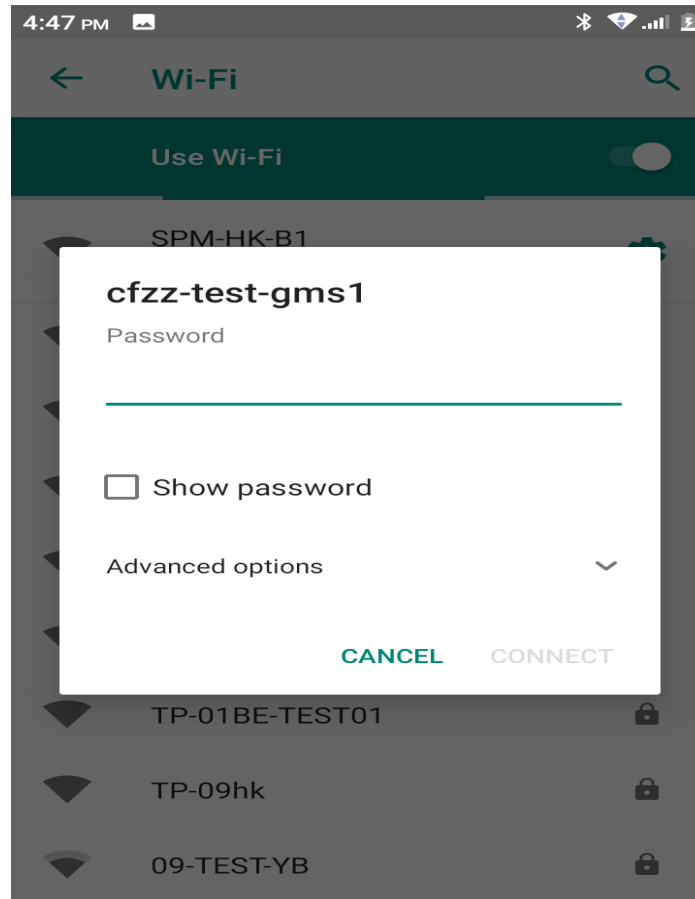 4:47 PM
Wi-Fi
Use Wi-Fi
SPM-HK-B1
cfzz-test-gms1
Password
Show password
Advanced options
CANCEL CONNECT
TP-01BE-TEST01
TP-09hk
09-TEST-YB